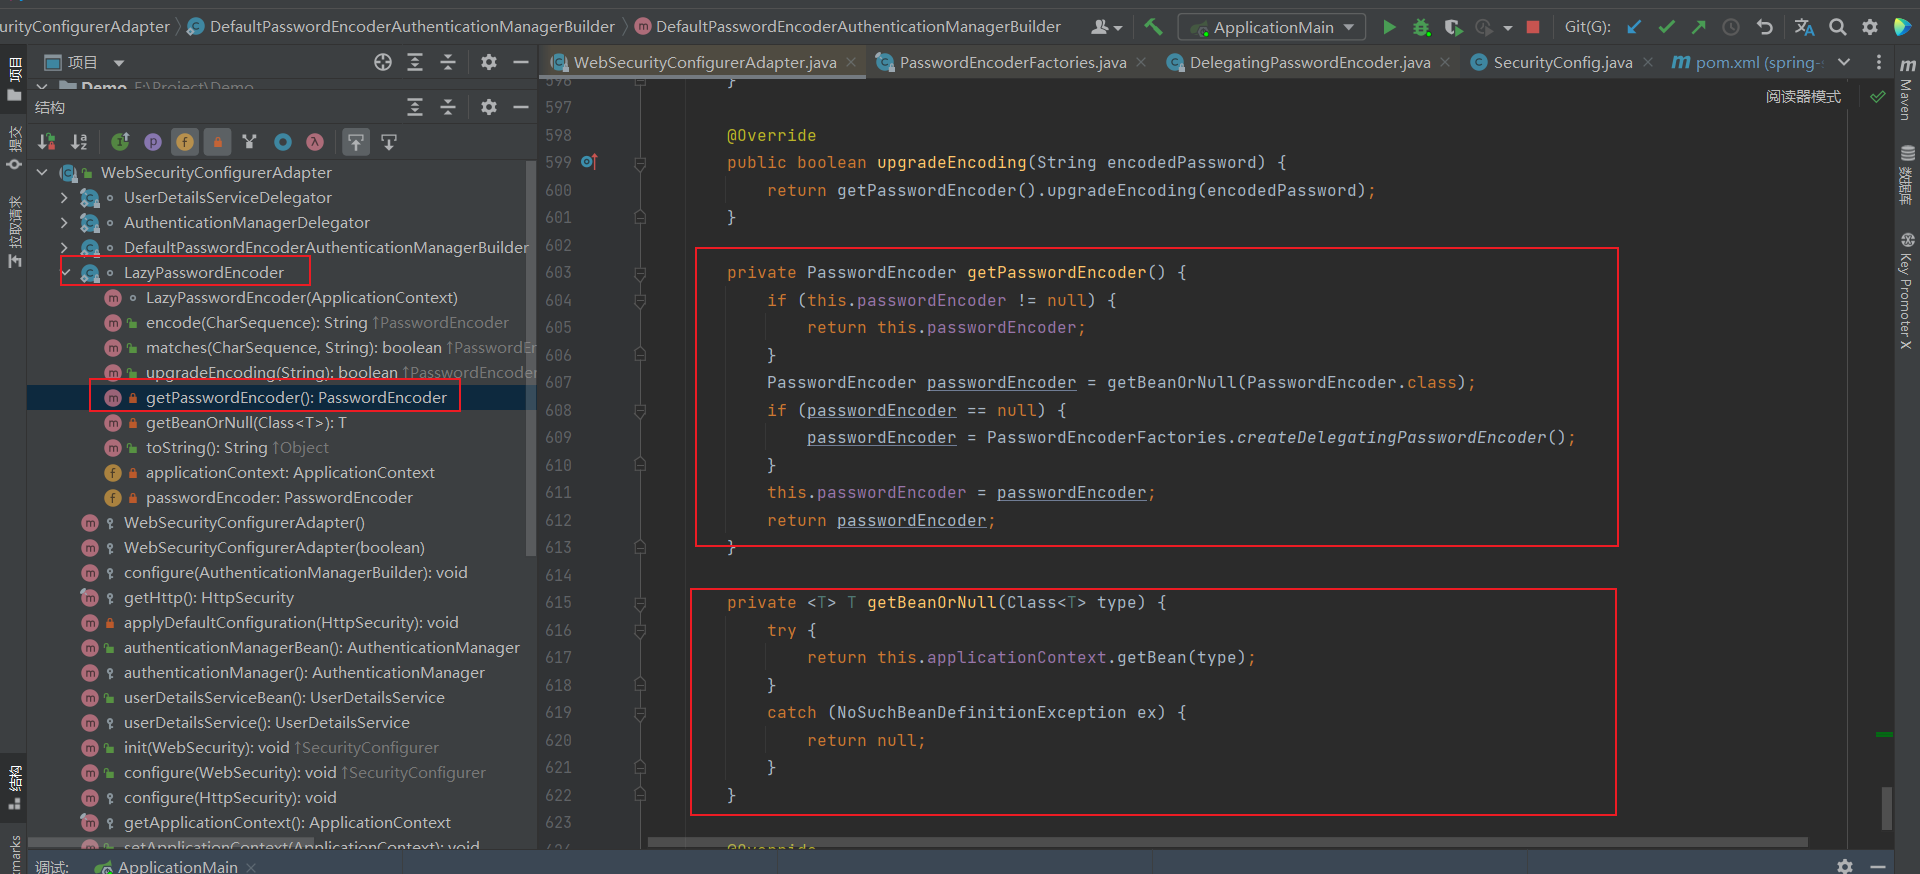 urityConfigurerAdapter DefaultPasswordEncoderAuthenticationManagerBuilder DefaultPasswordEncoderAuthenticationManagerBuilder ApplicationMain Git(G):
项目 WebSecurityConfigurerAdapter.java PasswordEncoderFactories.java DelegatingPasswordEncoder.java SecurityConfig.java pom.xml (spring-
Demo E:\Project\Demo
结构
阅读器模式
项目
提交
拉取请求
结构
Maven
数据库
Key Promoter X
WebSecurityConfigurerAdapter
UserDetailsServiceDelegator
AuthenticationManagerDelegator
DefaultPasswordEncoderAuthenticationManagerBuilder
LazyPasswordEncoder
LazyPasswordEncoder(ApplicationContext)
encode(CharSequence): String ↑PasswordEncoder
matches(CharSequence, String): boolean ↑PasswordEn
upgradeEncoding(String): boolean ↑PasswordEncoder
getPasswordEncoder(): PasswordEncoder
getBeanOrNull(Class<T>): T
toString(): String ↑Object
applicationContext: ApplicationContext
passwordEncoder: PasswordEncoder
WebSecurityConfigurerAdapter()
WebSecurityConfigurerAdapter(boolean)
configure(AuthenticationManagerBuilder): void
getHttp(): HttpSecurity
applyDefaultConfiguration(HttpSecurity): void
authenticationManagerBean(): AuthenticationManager
authenticationManager(): AuthenticationManager
userDetailsServiceBean(): UserDetailsService
userDetailsService(): UserDetailsService
init(WebSecurity): void ↑SecurityConfigurer
configure(WebSecurity): void ↑SecurityConfigurer
configure(HttpSecurity): void
getApplicationContext(): ApplicationContext
setApplicationContext(ApplicationContext): void
596 }
597
598 @Override
599 public boolean upgradeEncoding(String encodedPassword) {
600 return getPasswordEncoder().upgradeEncoding(encodedPassword);
601 }
602
603 private PasswordEncoder getPasswordEncoder() {
604 if (this.passwordEncoder != null) {
605 return this.passwordEncoder;
606 }
607 PasswordEncoder passwordEncoder = getBeanOrNull(PasswordEncoder.class);
608 if (passwordEncoder == null) {
609 passwordEncoder = PasswordEncoderFactories.createDelegatingPasswordEncoder();
610 }
611 this.passwordEncoder = passwordEncoder;
612 return passwordEncoder;
613 }
614
615 private <T> T getBeanOrNull(Class<T> type) {
616 try {
617 return this.applicationContext.getBean(type);
618 }
619 catch (NoSuchBeanDefinitionException ex) {
620 return null;
621 }
622 }
623
624 @Override
调试: ApplicationMain